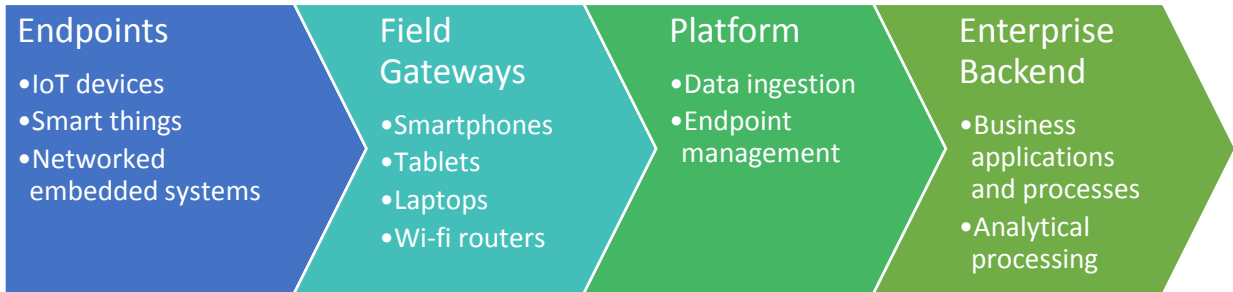 Endpoints
•IoT devices
•Smart things
•Networked
embedded systems
Field
Gateways
•Smartphones
•Tablets
•Laptops
•Wi-fi routers
Platform
•Data ingestion
•Endpoint
management
Enterprise
Backend
•Business
applications
and processes
•Analytical
processing